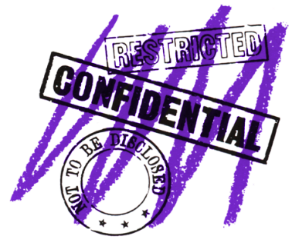 RESTRICTED
CONFIDENTIAL
NOT TO BE DISCLOSED